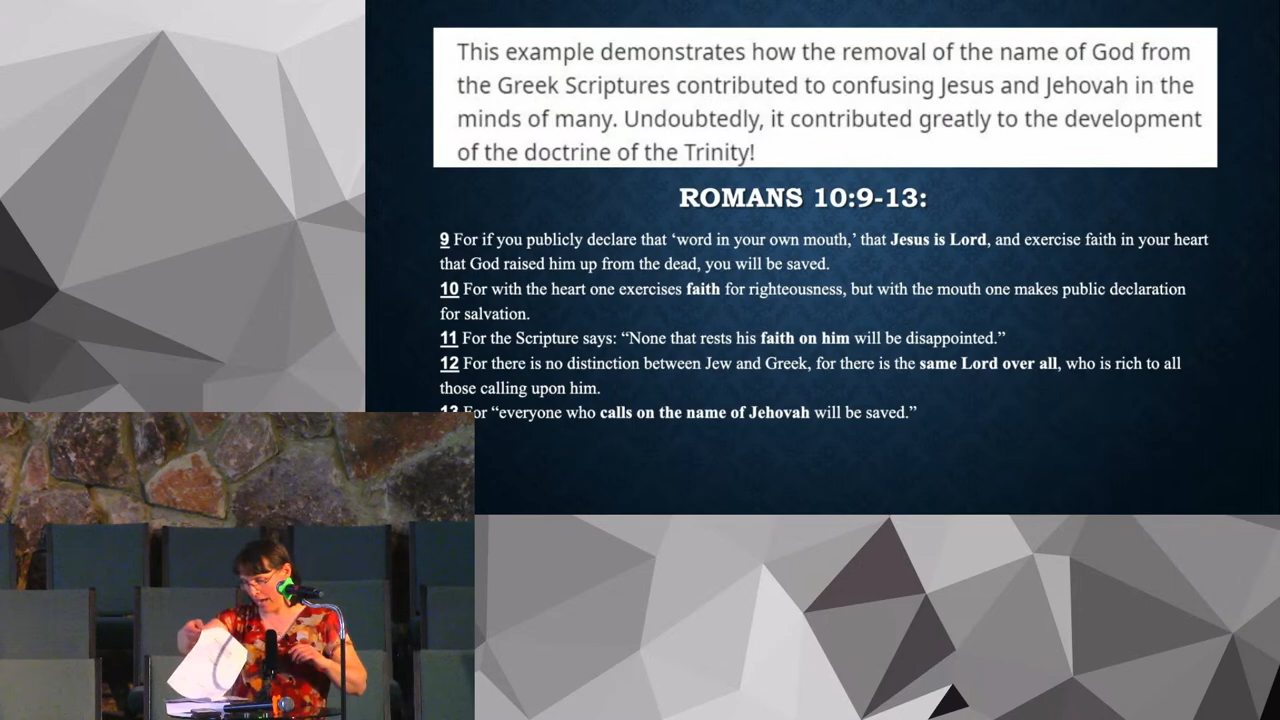 This example demonstrates how the removal of the name of God from
the Greek Scriptures contributed to confusing Jesus and Jehovah in the
minds of many. Undoubtedly, it contributed greatly to the development
of the doctrine of the Trinity!
ROMANS 10:9-13:
9 For if you publicly declare that ‘word in your own mouth,’ that Jesus is Lord, and exercise faith in your heart
that God raised him up from the dead, you will be saved.
10 For with the heart one exercises faith for righteousness, but with the mouth one makes public declaration
for salvation.
11 For the Scripture says: “None that rests his faith on him will be disappointed.”
12 For there is no distinction between Jew and Greek, for there is the same Lord over all, who is rich to all
those calling upon him.
13 For “everyone who calls on the name of Jehovah will be saved.”